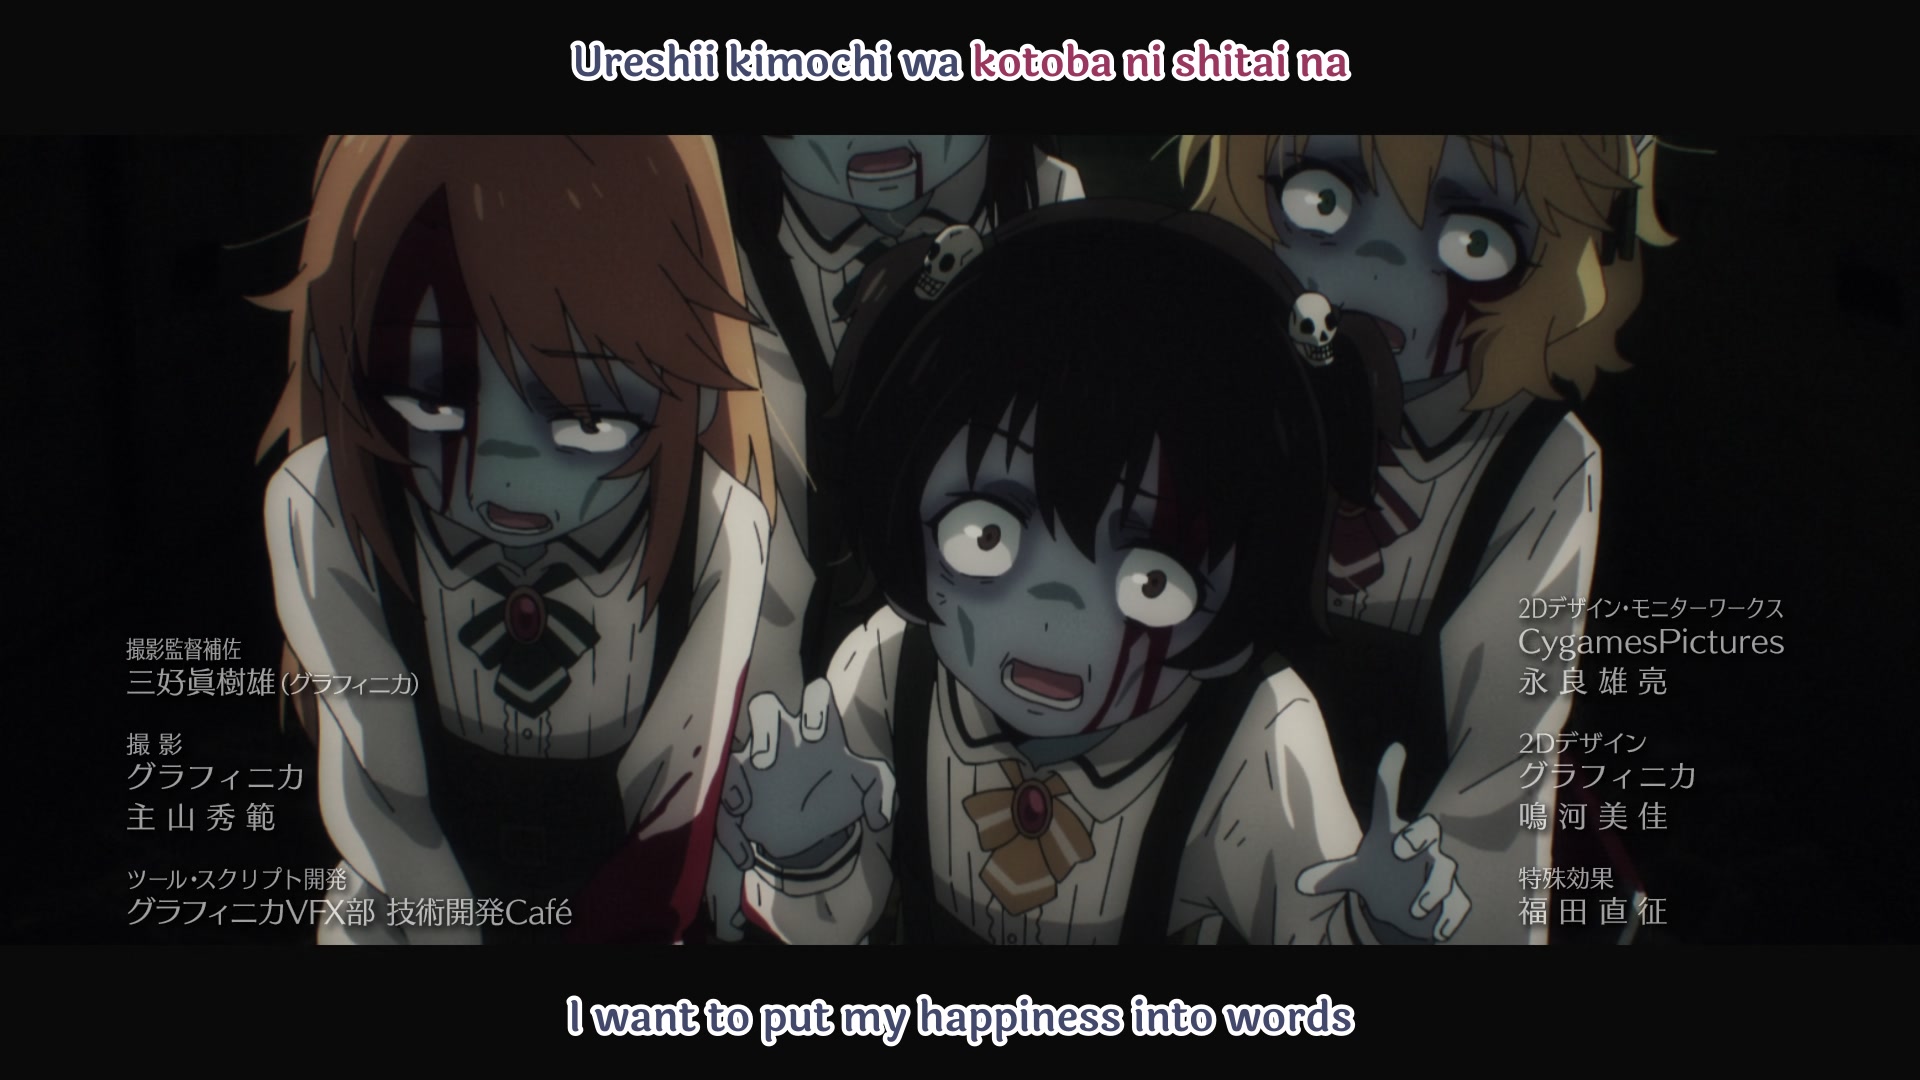 Ureshii kimochi wa kotoba ni shitai na
撮影監督補佐
三好眞樹雄(グラフィニカ)
撮影
グラフィニカ
主山秀範
ツール・スクリプト開発
グラフィニカVFX部 技術開発Café
2Dデザイン・モニターワークス
CygamesPictures
永良雄亮
2Dデザイン
グラフィニカ
鳴河美佳
特殊効果
福田直征
I want to put my happiness into words